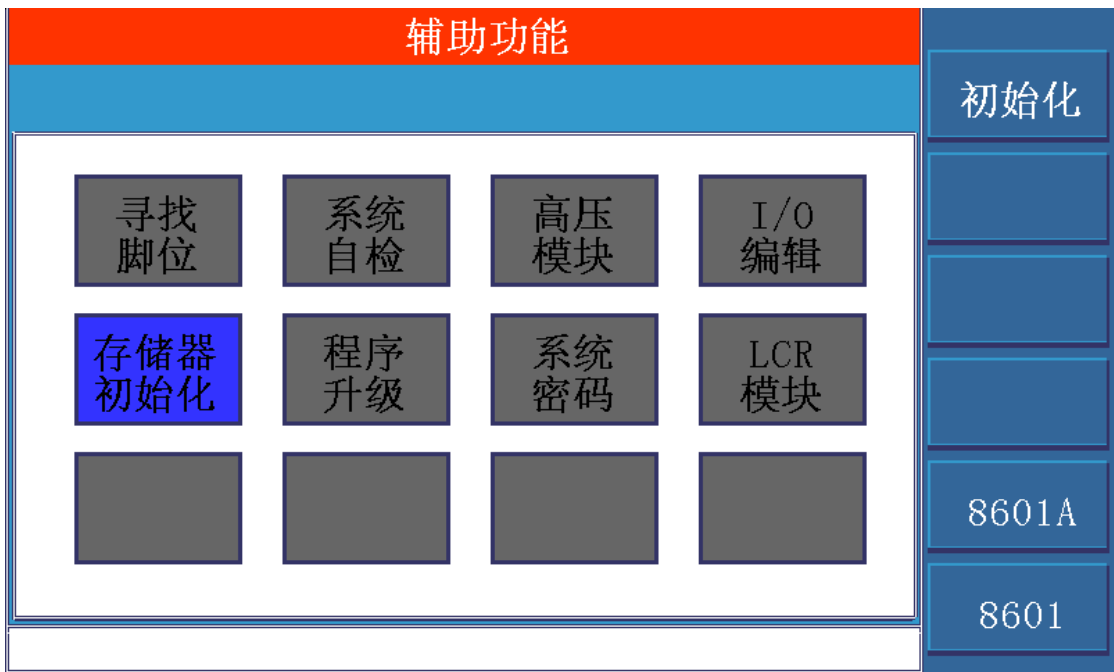 辅助功能
初始化
寻找
脚位
系统
自检
高压
模块
I/O
编辑
存储器
初始化
程序
升级
系统
密码
LCR
模块
8601A
8601